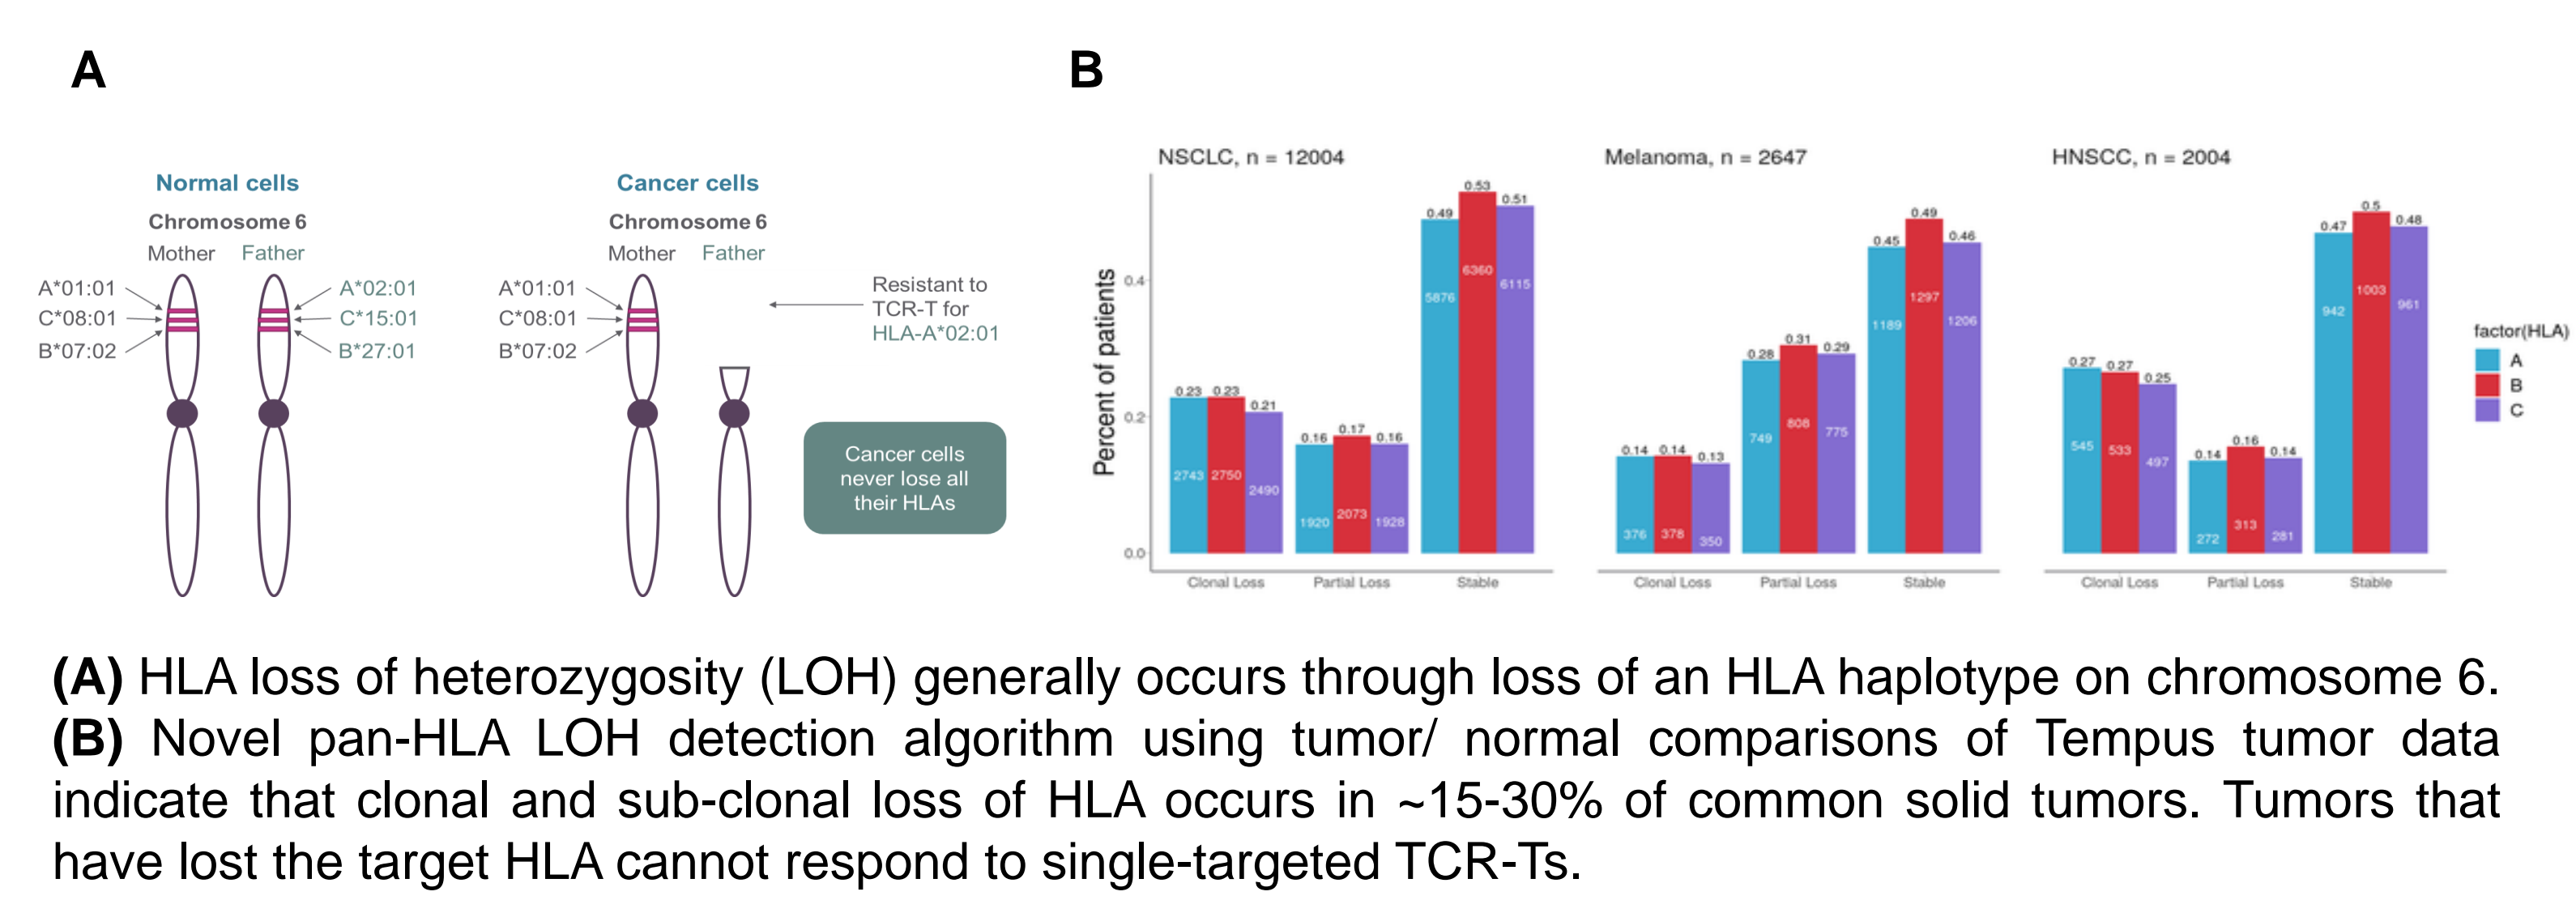 A
Normal cells
Chromosome 6
Mother Father
A*01:01
C*08:01
B*07:02
A*02:01
C*15:01
B*27:01
Cancer cells
Chromosome 6
Mother Father
A*01:01
C*08:01
B*07:02
Resistant to
TCR-T for
HLA-A*02:01
Cancer cells
never lose all
their HLAs
B
Percent of patients
0.4
0.2
0.0
NSCLC, n = 12004
0.23 0.23 0.21
2743 2750 2490
0.16 0.17 0.16
1920 2073 1928
0.49 0.53 0.51
5876 6360 6115
Clonal Loss Partial Loss Stable
Melanoma, n = 2647
0.14 0.14 0.13
376 378 350
0.28 0.31 0.29
749 808 775
0.45 0.49 0.46
1189 1297 1206
Clonal Loss Partial Loss Stable
HNSCC, n = 2004
0.27 0.27 0.25
545 533 497
0.14 0.16 0.14
272 313 281
0.47 0.5 0.48
942 1003 961
Clonal Loss Partial Loss Stable
factor(HLA)
A
B
C
(A) HLA loss of heterozygosity (LOH) generally occurs through loss of an HLA haplotype on chromosome 6.
(B) Novel pan-HLA LOH detection algorithm using tumor/ normal comparisons of Tempus tumor data
indicate that clonal and sub-clonal loss of HLA occurs in ~15-30% of common solid tumors. Tumors that
have lost the target HLA cannot respond to single-targeted TCR-Ts.